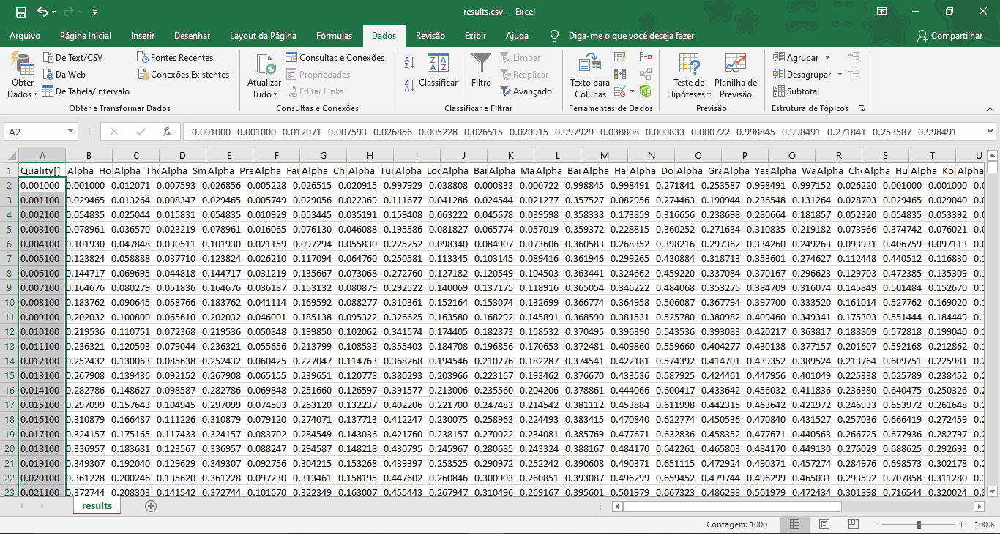 results.csv - Excel
Arquivo Página Inicial Inserir Desenhar Layout da Página Fórmulas Dados Revisão Exibir Ajuda Diga-me o que você deseja fazer Compartilhar
De Text/CSV Fontes Recentes Consultas e Conexões Limpar Agrupar
Da Web Conexões Existentes Propriedades Reaplicar Desagrupar
De Tabela/Intervalo Editar Links Avançado Subtotal
Obter Dados
Atualizar Tudo
Classificar
Filtro
Texto para Colunas
Teste de Hipóteses
Planilha de Previsão
Obter e Transformar Dados Consultas e Conexões Classificar e Filtrar Ferramentas de Dados Previsão Estrutura de Tópicos
A2 fx 0.001000 0.001000 0.012071 0.007593 0.026856 0.005228 0.026515 0.020915 0.997929 0.038808 0.000833 0.000722 0.998845 0.998491 0.271841 0.253587 0.998491
A B C D E F G H I J K L M N O P Q R S T U
1 Quality[] Alpha_Ho Alpha_Tho Alpha_Sm Alpha_Pre Alpha_Fau Alpha_Chi Alpha_Tur Alpha_Loc Alpha_Bar Alpha_Ma Alpha_Bar Alpha_Har Alpha_Do Alpha_Gra Alpha_Yas Alpha_Wa Alpha_Che Alpha_Hu Alpha_Kop Alpha
2 0.001000 0.001000 0.012071 0.007593 0.026856 0.005228 0.026515 0.020915 0.997929 0.038808 0.000833 0.000722 0.998845 0.998491 0.271841 0.253587 0.998491 0.997152 0.026220 0.001000 0.001000
3 0.001100 0.029465 0.013264 0.008347 0.029465 0.005749 0.029056 0.022369 0.111677 0.041286 0.024544 0.021277 0.357527 0.082956 0.274463 0.190944 0.236548 0.131264 0.028703 0.029465 0.029040
4 0.002100 0.054835 0.025044 0.015831 0.054835 0.010929 0.053445 0.035191 0.159408 0.063222 0.045678 0.039598 0.358338 0.173859 0.316656 0.238698 0.280664 0.181857 0.052320 0.054835 0.053392
5 0.003100 0.078961 0.036570 0.023219 0.078961 0.016065 0.076130 0.046088 0.195586 0.081827 0.065774 0.057019 0.359372 0.228815 0.360252 0.271634 0.310835 0.219182 0.073966 0.374742 0.076021
6 0.004100 0.101930 0.047848 0.030511 0.101930 0.021159 0.097294 0.055830 0.225252 0.098340 0.084907 0.073606 0.360583 0.268352 0.398216 0.297362 0.334260 0.249263 0.093931 0.406759 0.097113
7 0.005100 0.123824 0.058888 0.037710 0.123824 0.026210 0.117094 0.064760 0.250581 0.113345 0.103145 0.089416 0.361946 0.299265 0.430884 0.318713 0.353601 0.274627 0.112448 0.440512 0.116830
8 0.006100 0.144717 0.069695 0.044818 0.144717 0.031219 0.135667 0.073068 0.272760 0.127182 0.120549 0.104503 0.363441 0.324662 0.459220 0.337084 0.370167 0.296623 0.129703 0.472385 0.135309
9 0.007100 0.164676 0.080279 0.051836 0.164676 0.036187 0.153132 0.080879 0.292522 0.140069 0.137175 0.118916 0.365054 0.346222 0.484068 0.353275 0.384709 0.316074 0.145849 0.501484 0.152670
10 0.008100 0.183762 0.090645 0.058766 0.183762 0.041114 0.169592 0.088277 0.310361 0.152164 0.153074 0.132699 0.366774 0.364958 0.506087 0.367794 0.397700 0.333520 0.161014 0.527762 0.169020
11 0.009100 0.202032 0.100800 0.065610 0.202032 0.046001 0.185138 0.095322 0.326625 0.163580 0.168292 0.145891 0.368590 0.381531 0.525780 0.380982 0.409460 0.349341 0.175303 0.551444 0.184449
12 0.010100 0.219536 0.110751 0.072368 0.219536 0.050848 0.199850 0.102062 0.341574 0.174405 0.182873 0.158532 0.370495 0.396390 0.543536 0.393083 0.420217 0.363817 0.188809 0.572818 0.199040
13 0.011100 0.236321 0.120503 0.079044 0.236321 0.055656 0.213799 0.108533 0.355403 0.184708 0.196856 0.170653 0.372481 0.409860 0.559660 0.404277 0.430138 0.377157 0.201607 0.592168 0.212862
14 0.012100 0.252432 0.130063 0.085638 0.252432 0.060425 0.227047 0.114763 0.368268 0.194546 0.210276 0.182287 0.374541 0.422181 0.574392 0.414701 0.439352 0.389524 0.213764 0.609751 0.225981
15 0.013100 0.267908 0.139436 0.092152 0.267908 0.065155 0.239651 0.120778 0.380293 0.203966 0.223167 0.193462 0.376670 0.433536 0.587925 0.424461 0.447956 0.401049 0.225338 0.625789 0.238452
16 0.014100 0.282786 0.148627 0.098587 0.282786 0.069848 0.251660 0.126597 0.391577 0.213006 0.235560 0.204206 0.378861 0.444066 0.600417 0.433642 0.456032 0.411836 0.236380 0.640475 0.250326
17 0.015100 0.297099 0.157643 0.104945 0.297099 0.074503 0.263120 0.132237 0.402206 0.221700 0.247483 0.214542 0.381112 0.453884 0.611998 0.442315 0.463642 0.421972 0.246933 0.653972 0.261648
18 0.016100 0.310879 0.166487 0.111226 0.310879 0.079120 0.274071 0.137713 0.412247 0.230075 0.258963 0.224493 0.383415 0.470840 0.622774 0.450536 0.470840 0.431527 0.257036 0.666419 0.272459
19 0.017100 0.324157 0.175165 0.117433 0.324157 0.083702 0.284549 0.143036 0.421760 0.238157 0.270022 0.234081 0.385769 0.477671 0.632836 0.458352 0.477671 0.440563 0.266725 0.677936 0.282797
20 0.018100 0.336957 0.183681 0.123567 0.336957 0.088247 0.294587 0.148218 0.430795 0.245967 0.280685 0.243324 0.388167 0.484170 0.642261 0.465803 0.484170 0.449130 0.276029 0.688625 0.292693
21 0.019100 0.349307 0.192040 0.129629 0.349307 0.092756 0.304215 0.153268 0.439397 0.253525 0.290972 0.252242 0.390608 0.490371 0.651115 0.472924 0.490371 0.457274 0.284976 0.698573 0.302178
22 0.020100 0.361228 0.200246 0.135620 0.361228 0.097230 0.313461 0.158195 0.447602 0.260846 0.300903 0.260851 0.393087 0.496299 0.659452 0.479744 0.496299 0.465031 0.293592 0.707858 0.311280
23 0.021100 0.372744 0.208303 0.141542 0.372744 0.101670 0.322349 0.163007 0.455443 0.267947 0.310496 0.269167 0.395601 0.501979 0.667323 0.486288 0.501979 0.472434 0.301898 0.716544 0.320024
results
Contagem: 1000 100%